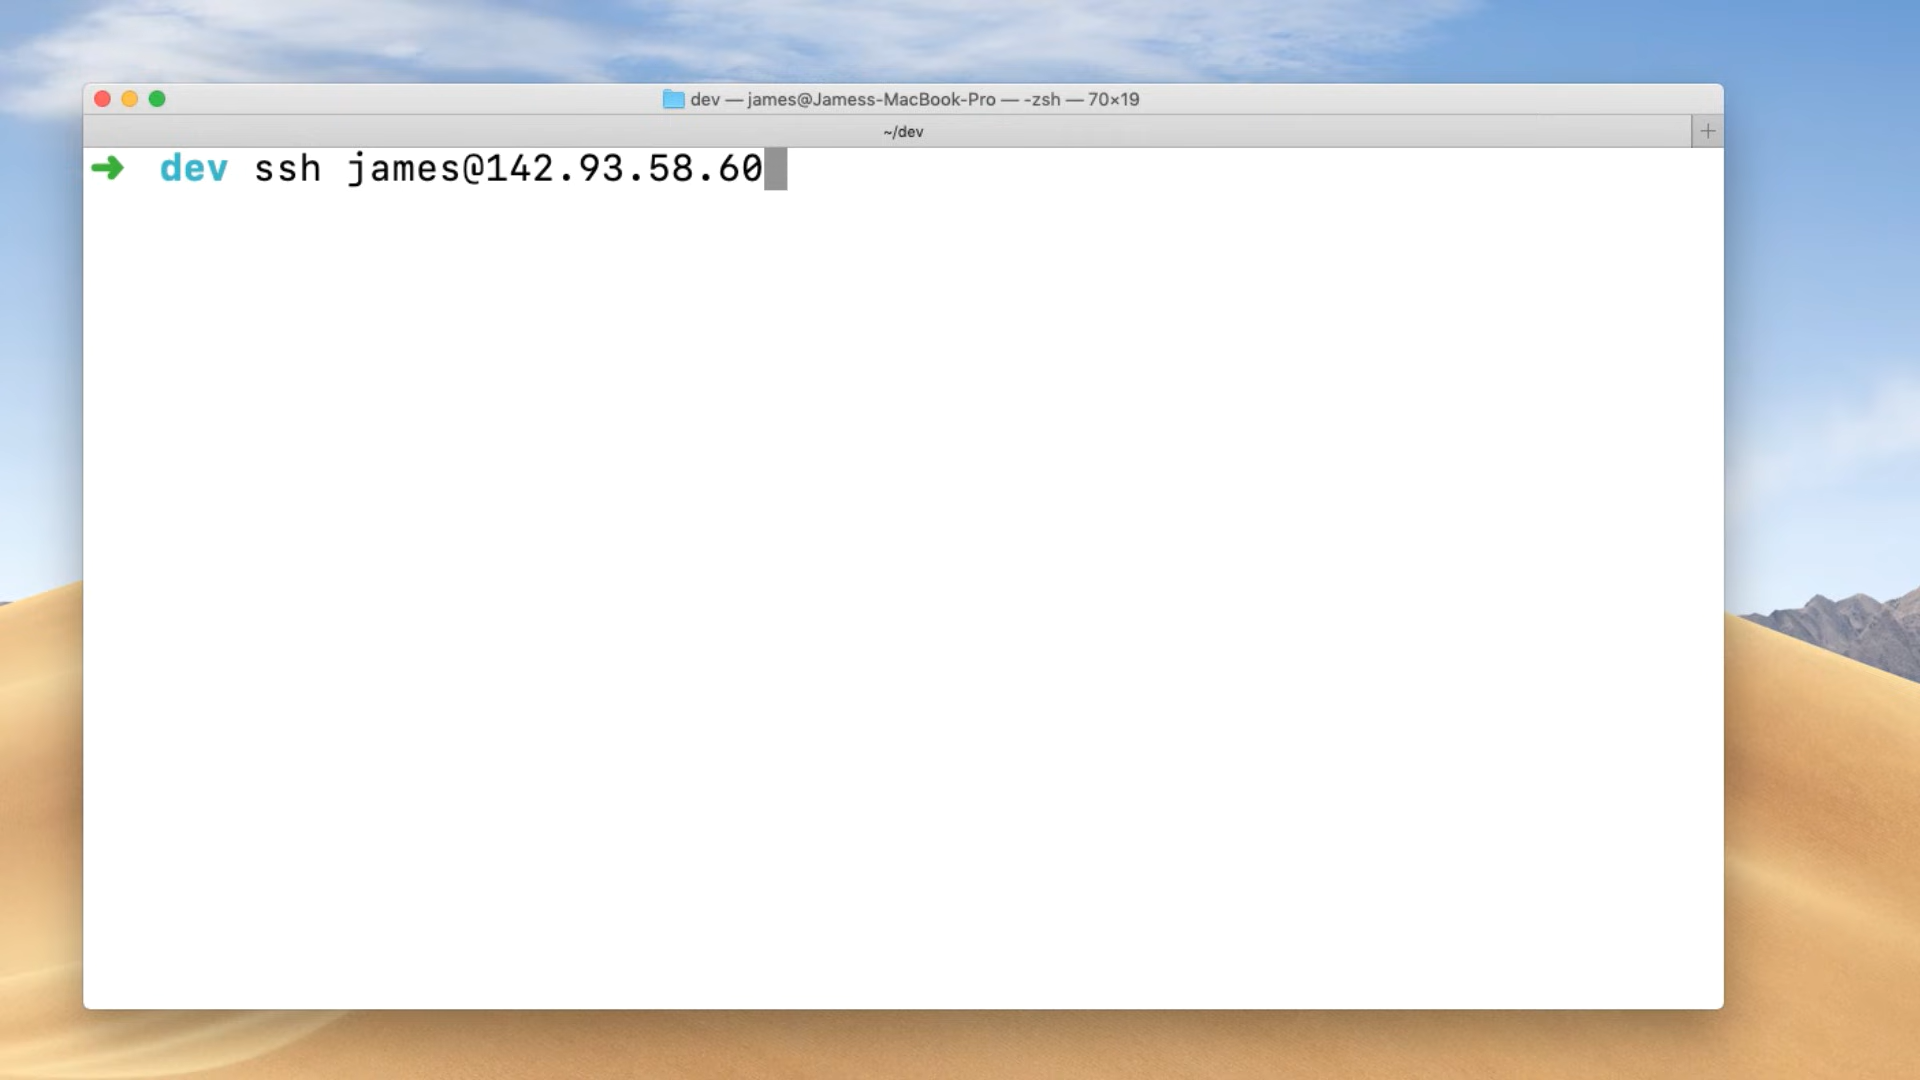 dev — james@Jamess-MacBook-Pro — -zsh — 70×19
~/dev
➜ dev ssh james@142.93.58.60